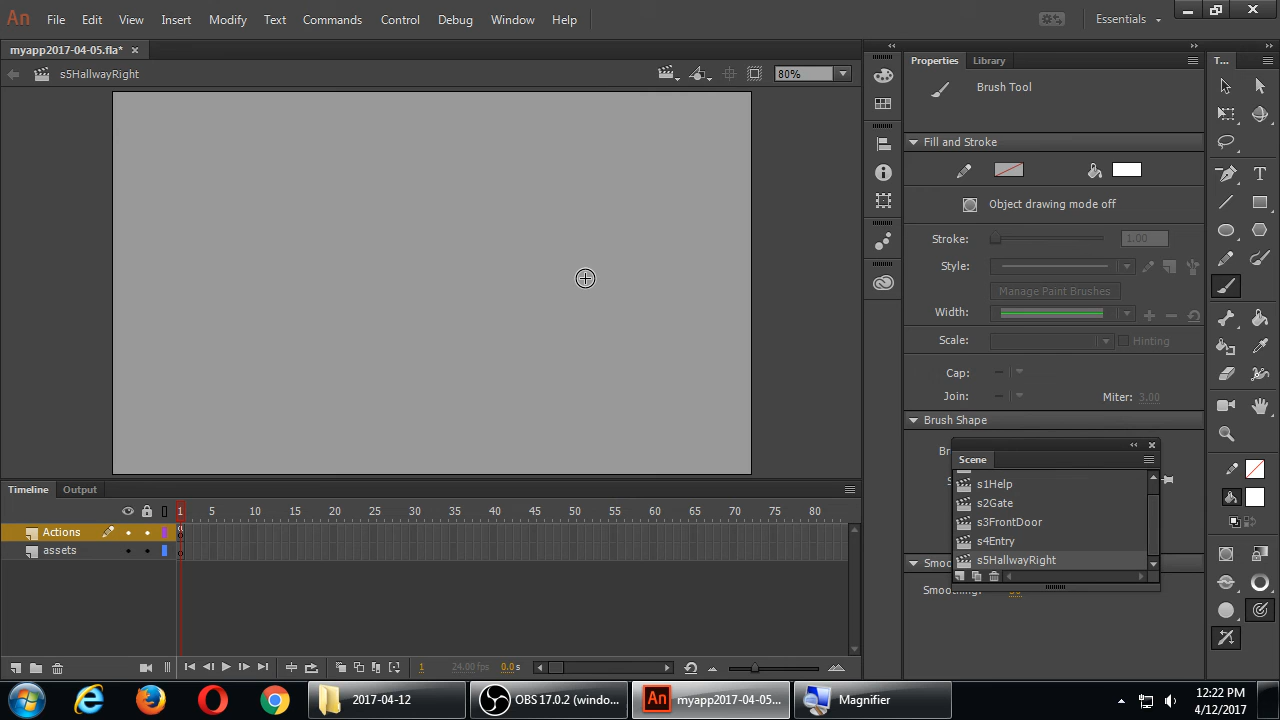 An File Edit View Insert Modify Text Commands Control Debug Window Help Essentials
myapp2017-04-05.fla*
s5HallwayRight 80%
Properties Library T...
Brush Tool
Fill and Stroke
Object drawing mode off
Stroke: 1.00
Style:
Manage Paint Brushes
Width:
Scale: Hinting
Cap:
Join: Miter: 3.00
Brush Shape
Scene
s1Help
s2Gate
s3FrontDoor
s4Entry
s5HallwayRight
Smoothing:
Timeline Output
1 5 10 15 20 25 30 35 40 45 50 55 60 65 70 75 80
Actions
assets
1 24.00 fps 0.0 s
2017-04-12
OBS 17.0.2 (windo...
An myapp2017-04-05...
Magnifier
12:22 PM
4/12/2017